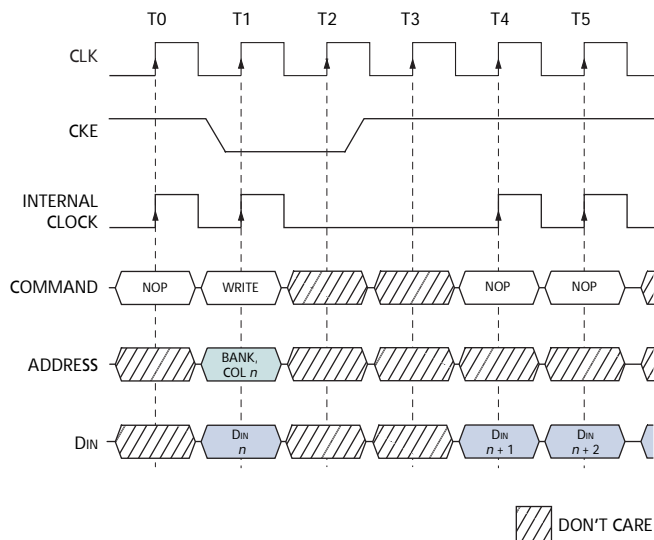 T0 T1 T2 T3 T4 T5
CLK
CKE
INTERNAL
CLOCK
COMMAND NOP WRITE NOP NOP
ADDRESS BANK,
COL n
DIN DIN
n DIN
n + 1 DIN
n + 2
DON'T CARE